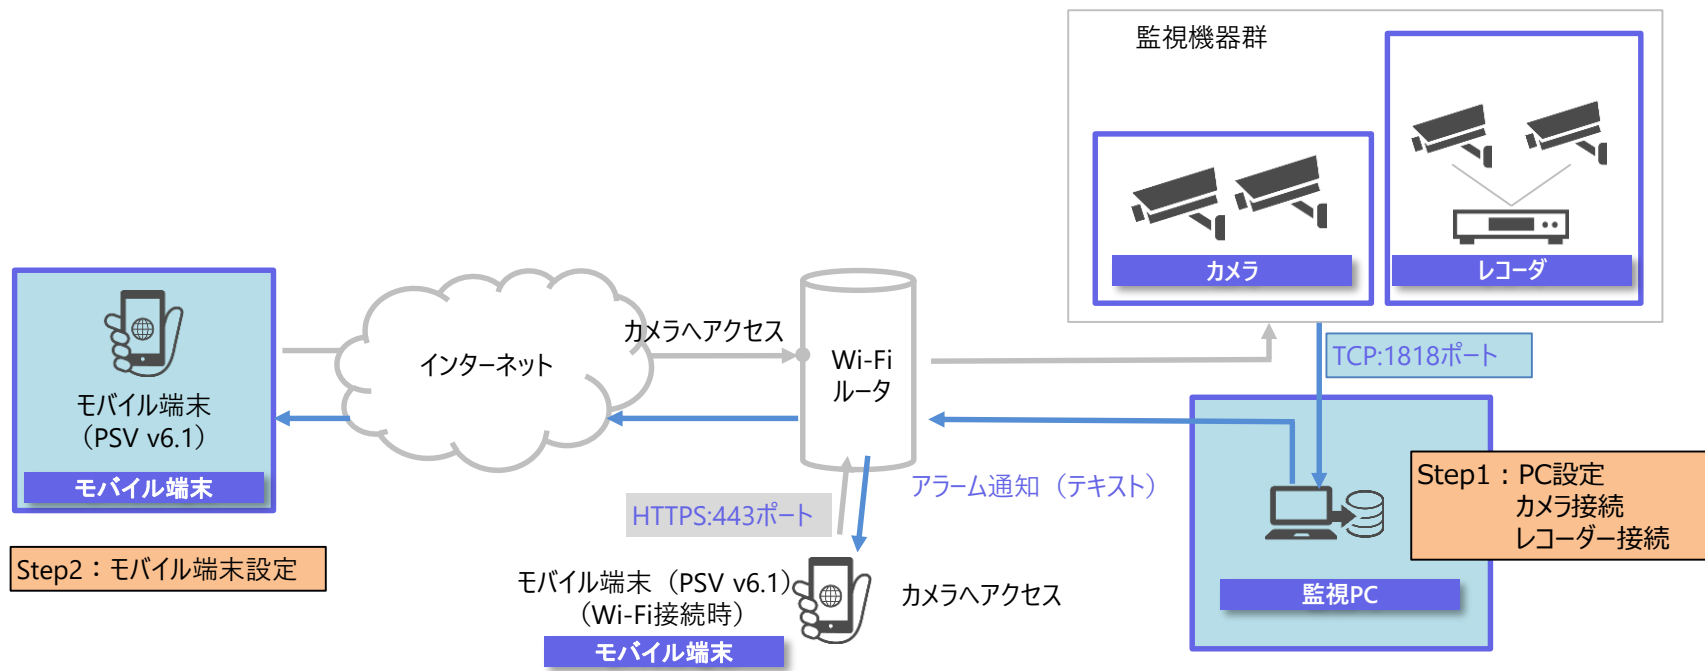 監視機器群
カメラ
レコーダ
モバイル端末
（PSV v6.1）
モバイル端末
インターネット
カメラへアクセス
Wi-Fi
ルータ
TCP:1818ポート
アラーム通知（テキスト）
HTTPS:443ポート
Step1：PC設定
カメラ接続
レコーダー接続
監視PC
Step2：モバイル端末設定
モバイル端末（PSV v6.1）
（Wi-Fi接続時）
モバイル端末
カメラへアクセス